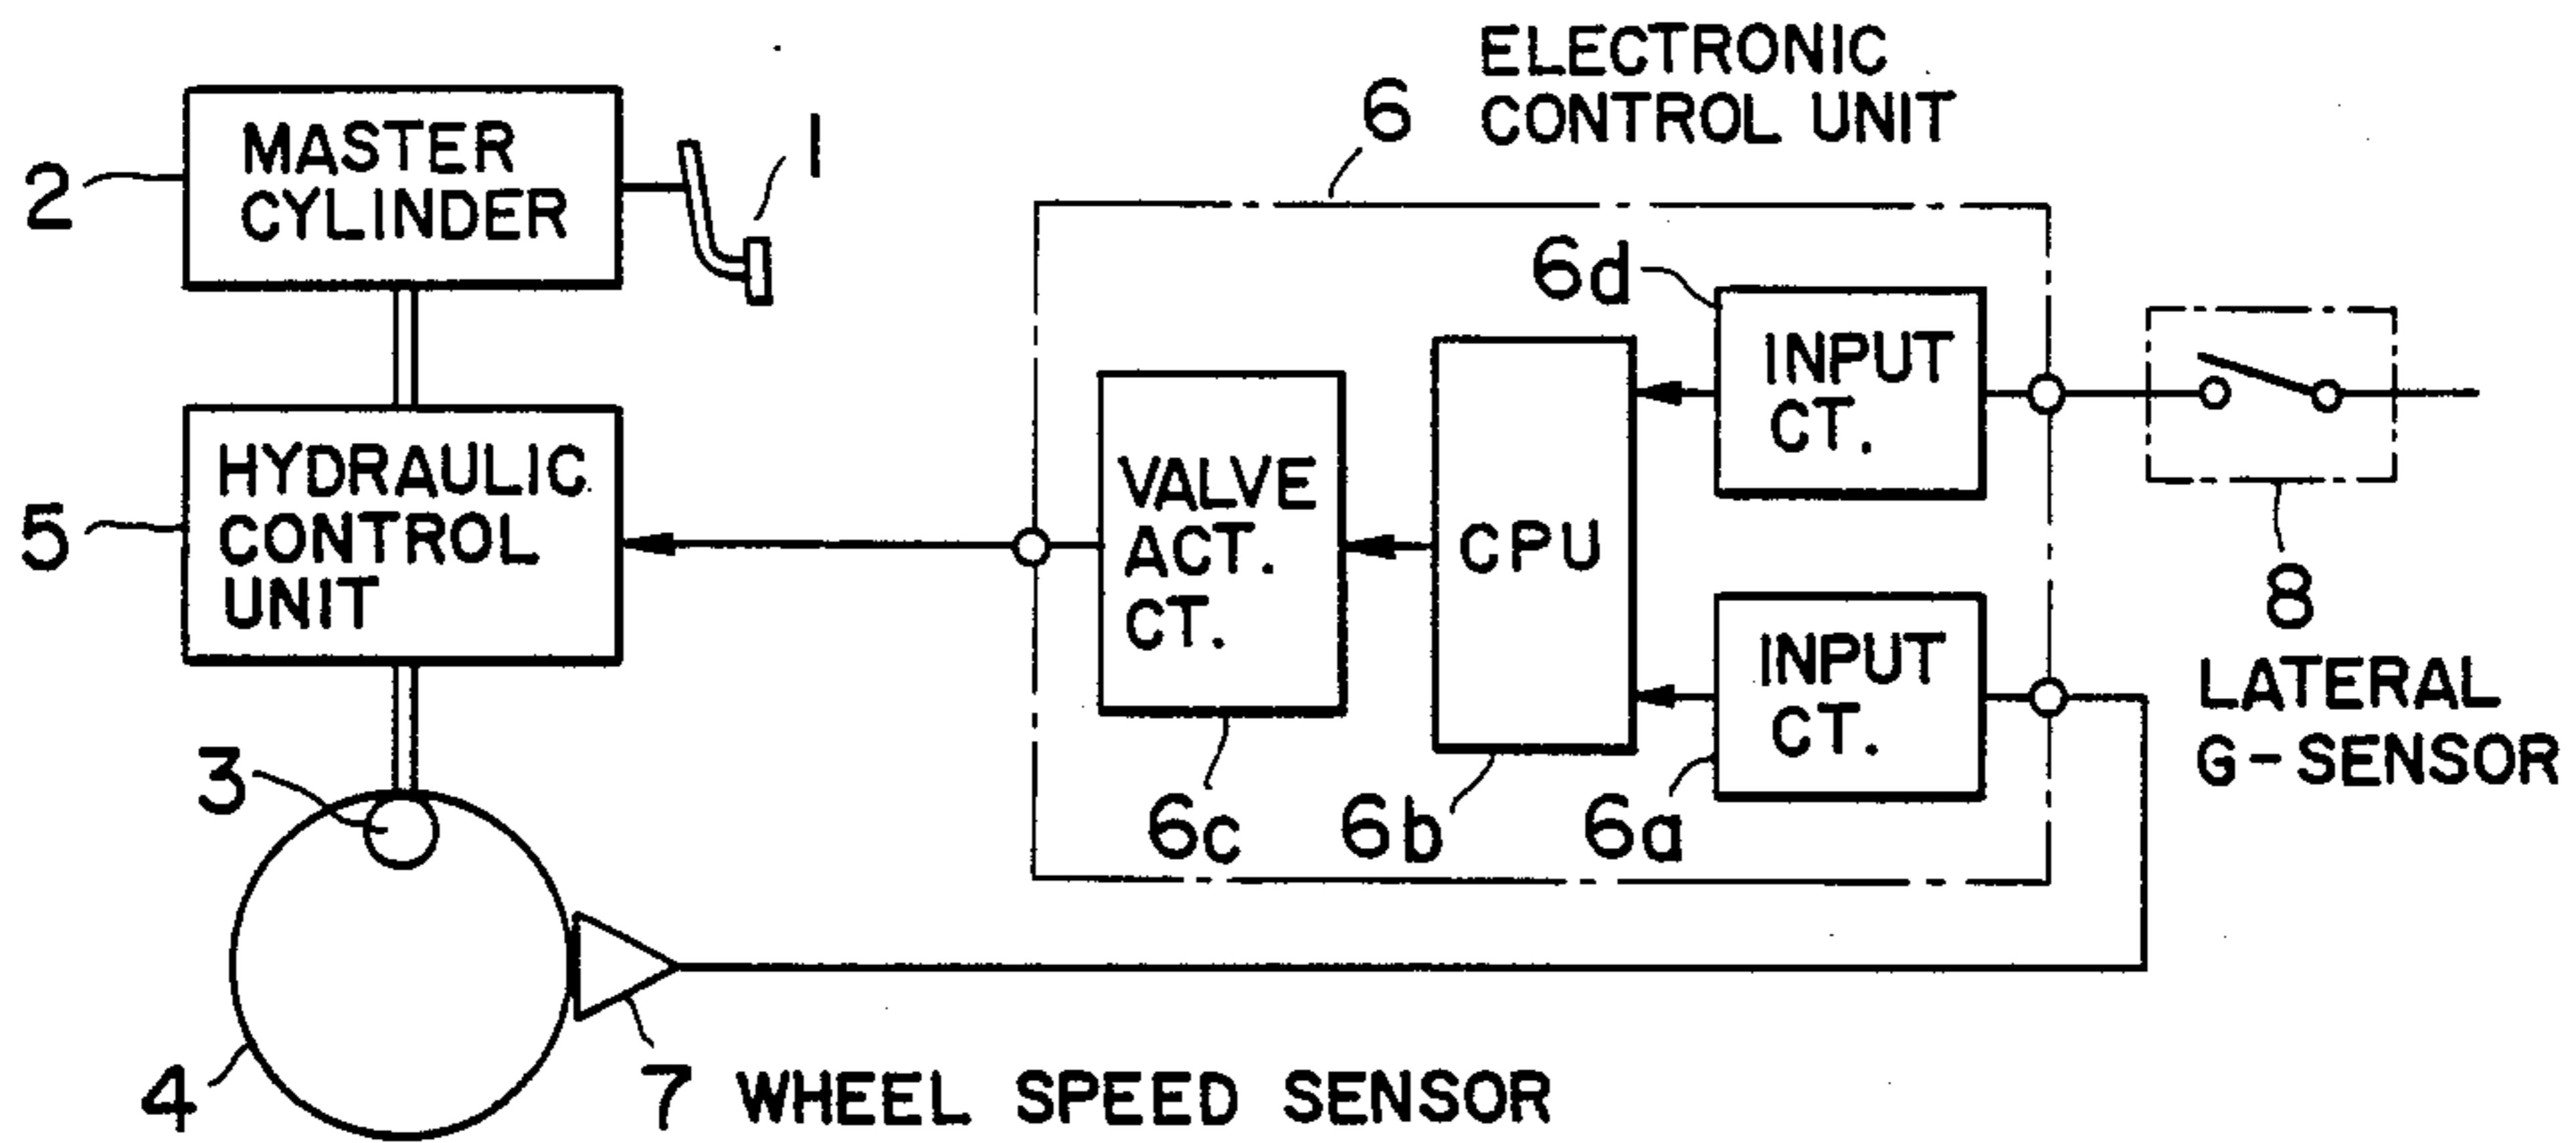 ELECTRONIC
CONTROL UNIT
6
1
MASTER
CYLINDER
2
6d
INPUT
CT.
HYDRAULIC
CONTROL
UNIT
5
VALVE
ACT.
CT.
CPU
8
INPUT
CT.
LATERAL
G-SENSOR
3
6c
6b
6a
4
7 WHEEL SPEED SENSOR